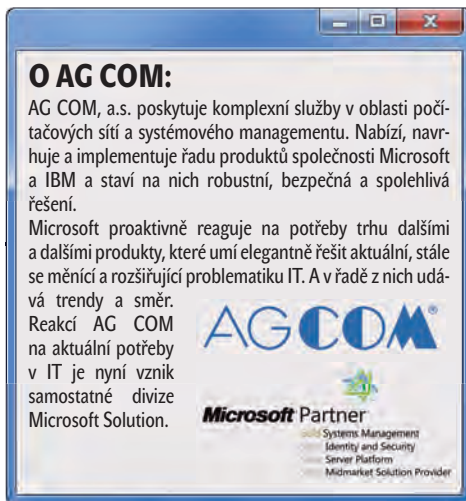 O AG COM:
AG COM, a.s. poskytuje komplexní služby v oblasti počí-
tačových sítí a systémového managementu. Nabízí, navr-
huje a implementuje řadu produktů společnosti Microsoft
a IBM a staví na nich robustní, bezpečná a spolehlivá
řešení.
Microsoft proaktivně reaguje na potřeby trhu dalšími
a dalšími produkty, které umí elegantně řešit aktuální, stále
se měnící a rozšiřující problematiku IT. A v řadě z nich udá-
vá trendy a směr.
Reakcí AG COM
na aktuální potřeby
v IT je nyní vznik
samostatné divize
Microsoft Solution.
AGCOM®
Microsoft Partner
Systems Management
Identity and Security
Server Platform
Midmarket Solution Provider